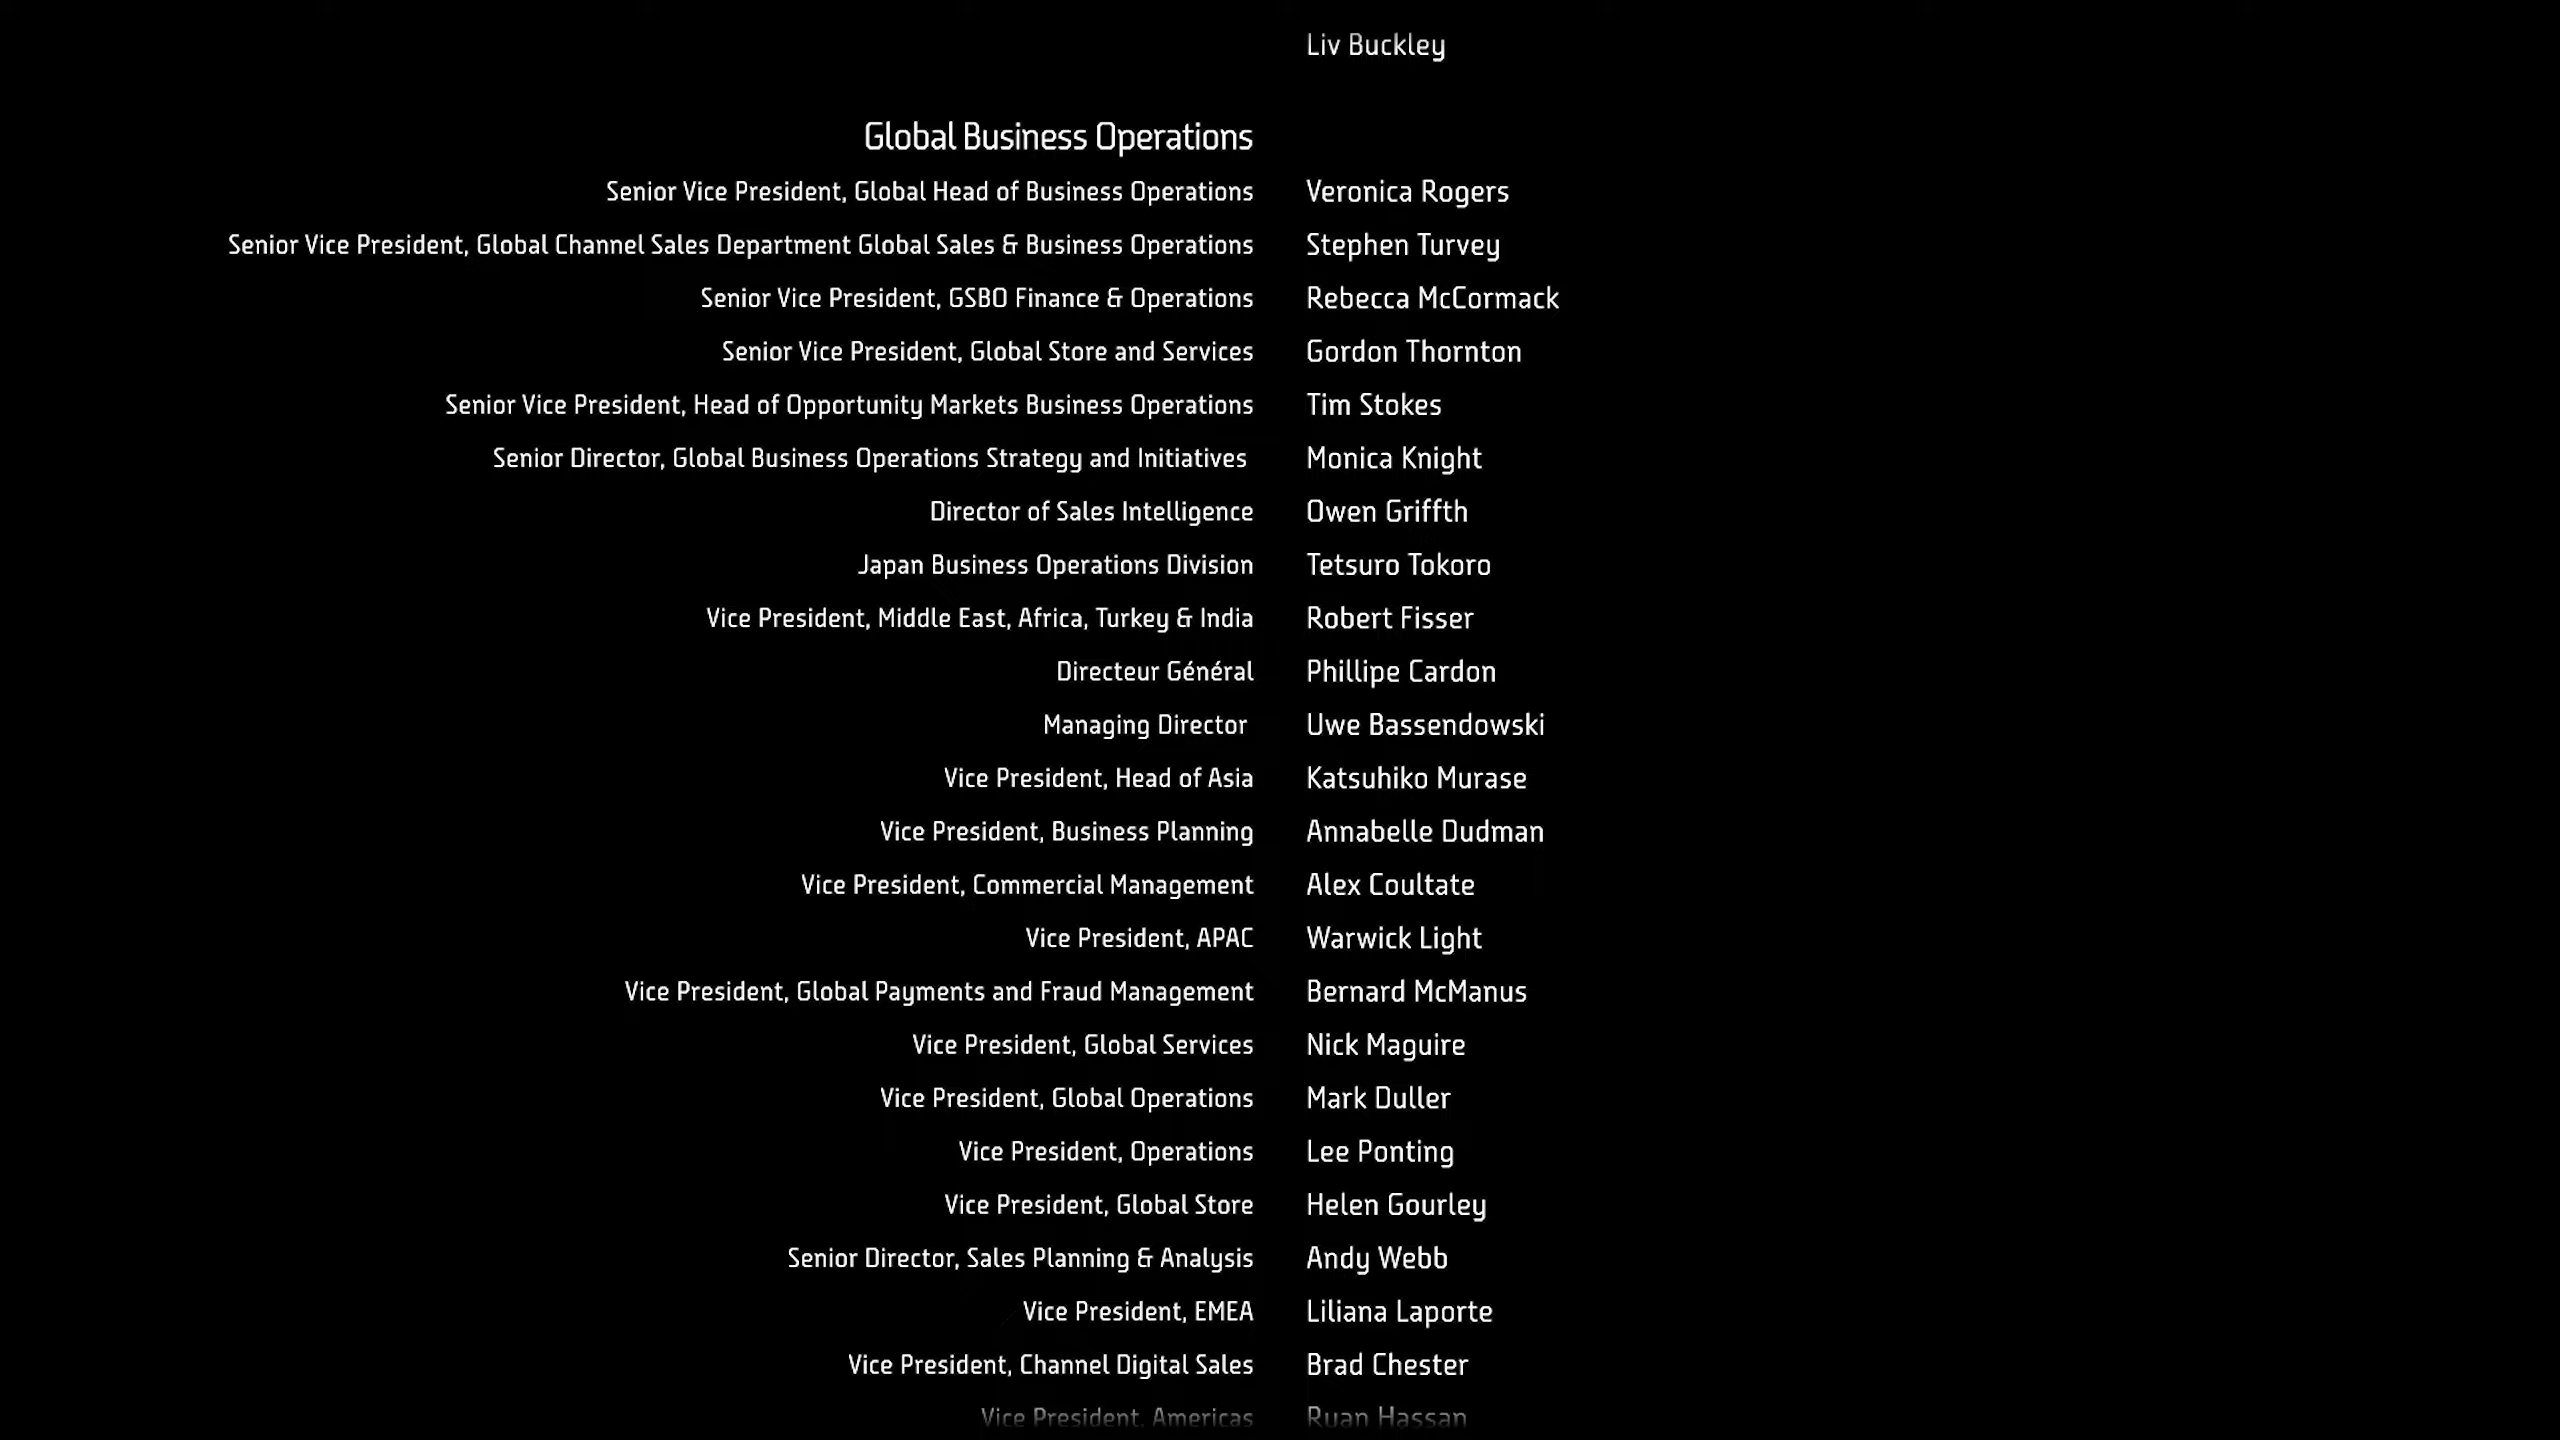 Liv Buckley
Global Business Operations
Senior Vice President, Global Head of Business Operations Veronica Rogers
Senior Vice President, Global Channel Sales Department Global Sales & Business Operations Stephen Turvey
Senior Vice President, GSBO Finance & Operations Rebecca McCormack
Senior Vice President, Global Store and Services Gordon Thornton
Senior Vice President, Head of Opportunity Markets Business Operations Tim Stokes
Senior Director, Global Business Operations Strategy and Initiatives Monica Knight
Director of Sales Intelligence Owen Griffth
Japan Business Operations Division Tetsuro Tokoro
Vice President, Middle East, Africa, Turkey & India Robert Fisser
Directeur Général Phillipe Cardon
Managing Director Uwe Bassendowski
Vice President, Head of Asia Katsuhiko Murase
Vice President, Business Planning Annabelle Dudman
Vice President, Commercial Management Alex Coultate
Vice President, APAC Warwick Light
Vice President, Global Payments and Fraud Management Bernard McManus
Vice President, Global Services Nick Maguire
Vice President, Global Operations Mark Duller
Vice President, Operations Lee Ponting
Vice President, Global Store Helen Gourley
Senior Director, Sales Planning & Analysis Andy Webb
Vice President, EMEA Liliana Laporte
Vice President, Channel Digital Sales Brad Chester
Vice President, Americas Ryan Hassan